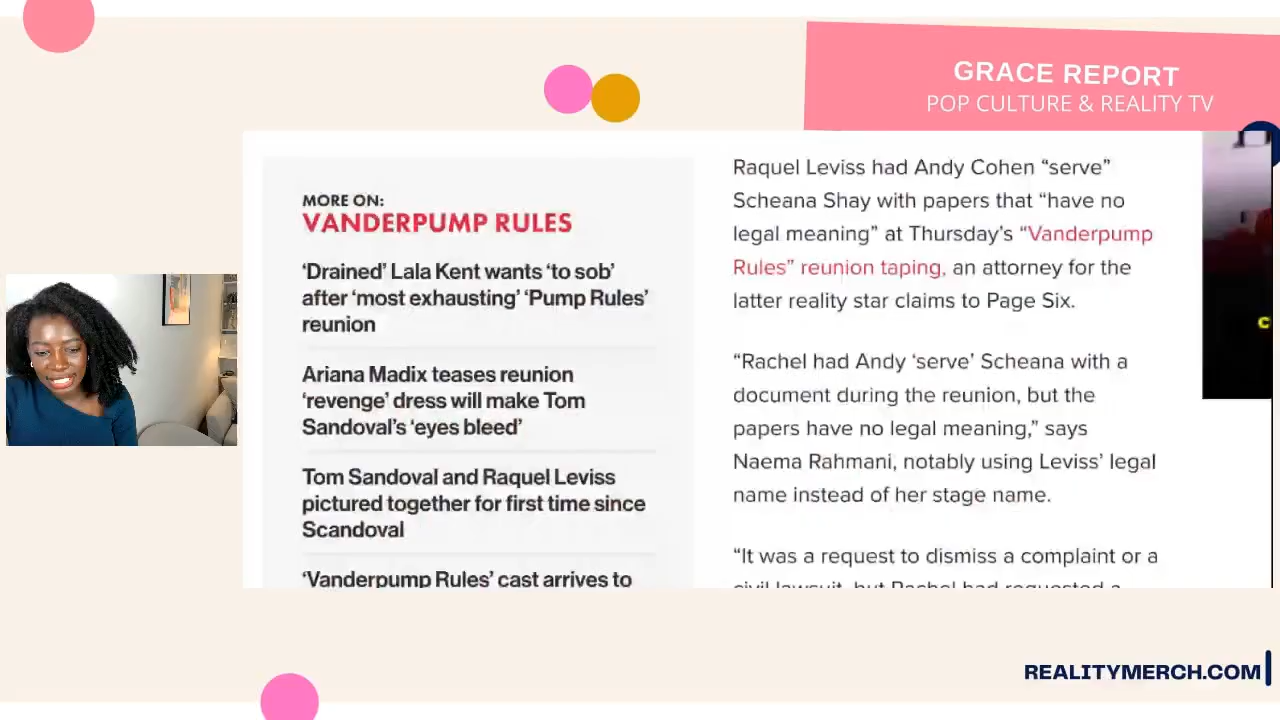 GRACE REPORT
POP CULTURE & REALITY TV
MORE ON:
VANDERPUMP RULES
‘Drained’ Lala Kent wants ‘to sob’
after ‘most exhausting’ ‘Pump Rules’
reunion
Ariana Madix teases reunion
‘revenge’ dress will make Tom
Sandoval’s ‘eyes bleed’
Tom Sandoval and Raquel Leviss
pictured together for first time since
Scandoval
‘Vanderpump Rules’ cast arrives to
Raquel Leviss had Andy Cohen “serve”
Scheana Shay with papers that “have no
legal meaning” at Thursday’s “Vanderpump
Rules” reunion taping, an attorney for the
latter reality star claims to Page Six.
“Rachel had Andy ‘serve’ Scheana with a
document during the reunion, but the
papers have no legal meaning,” says
Naema Rahmani, notably using Leviss’ legal
name instead of her stage name.
“It was a request to dismiss a complaint or a
civil lawsuit, but Rachel had requested a
C
REALITYMERCH.COM